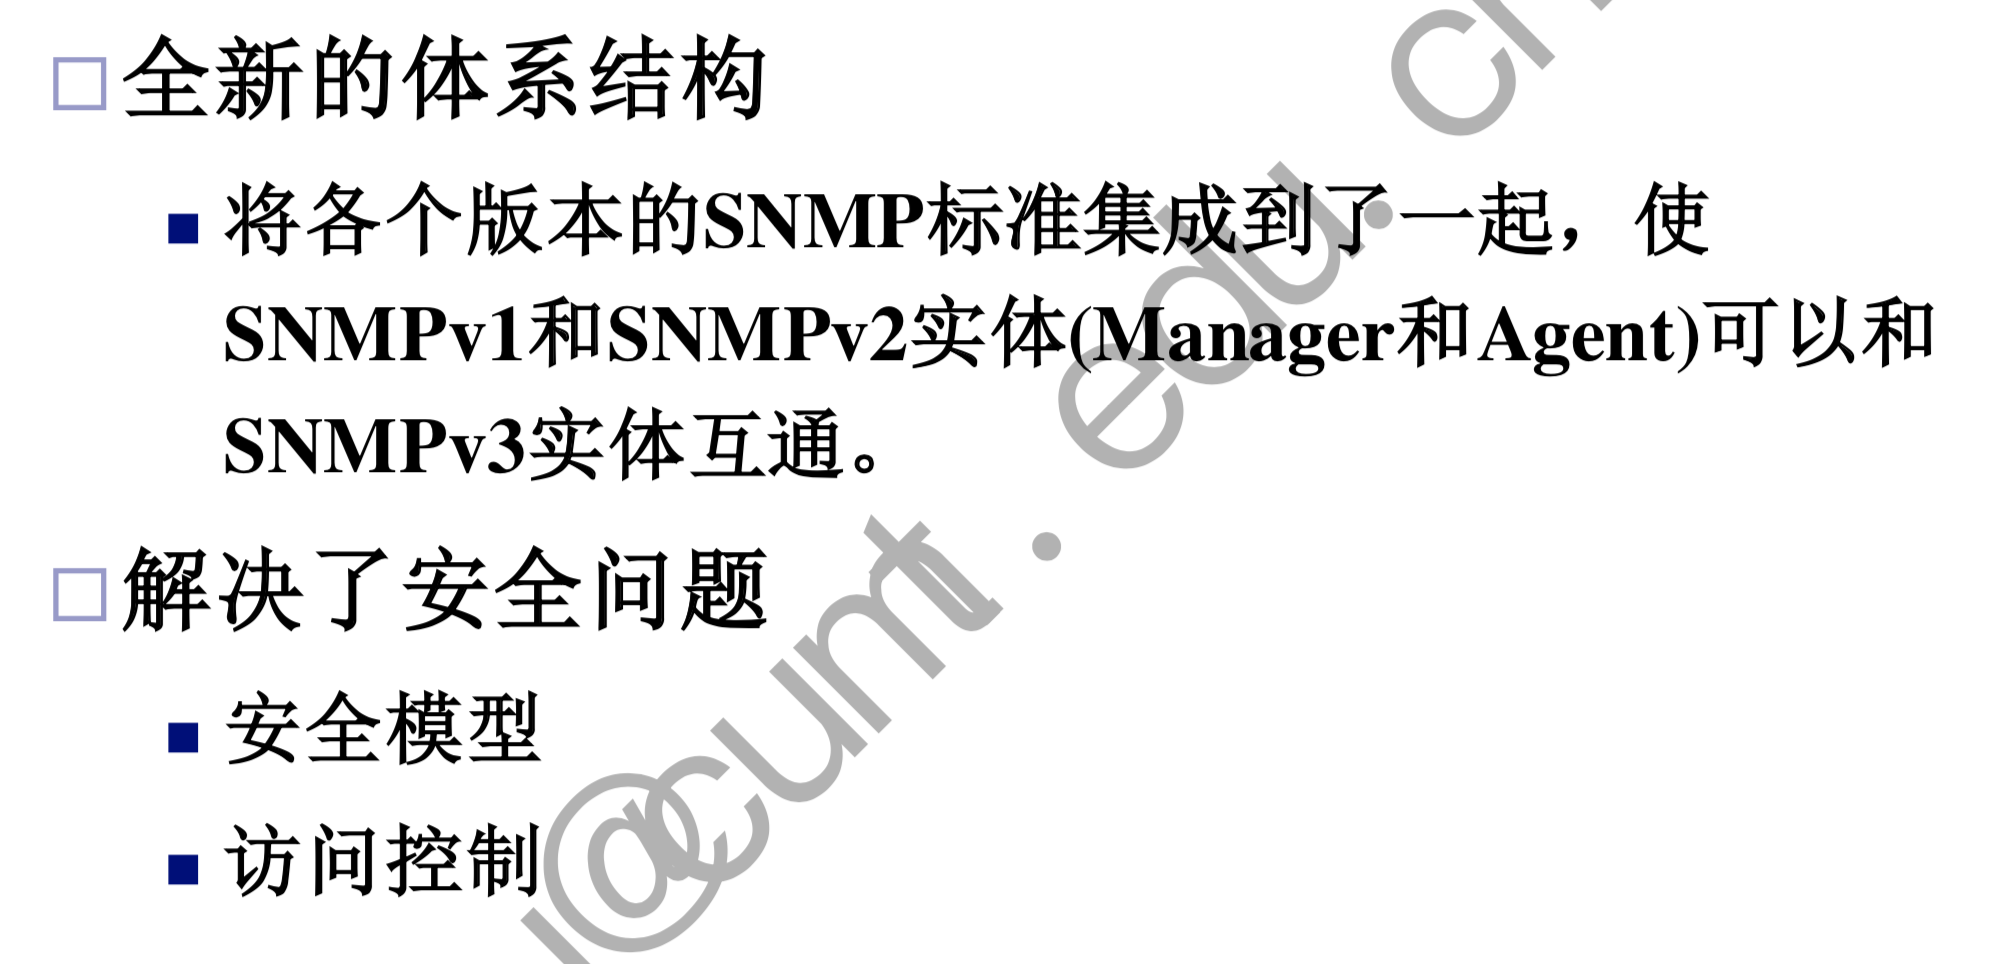 全新的体系结构
将各个版本的SNMP标准集成到了一起，使
SNMPv1和SNMPv2实体(Manager和Agent)可以和
SNMPv3实体互通。
解决了安全问题
安全模型
访问控制
@cumt.edu.cn